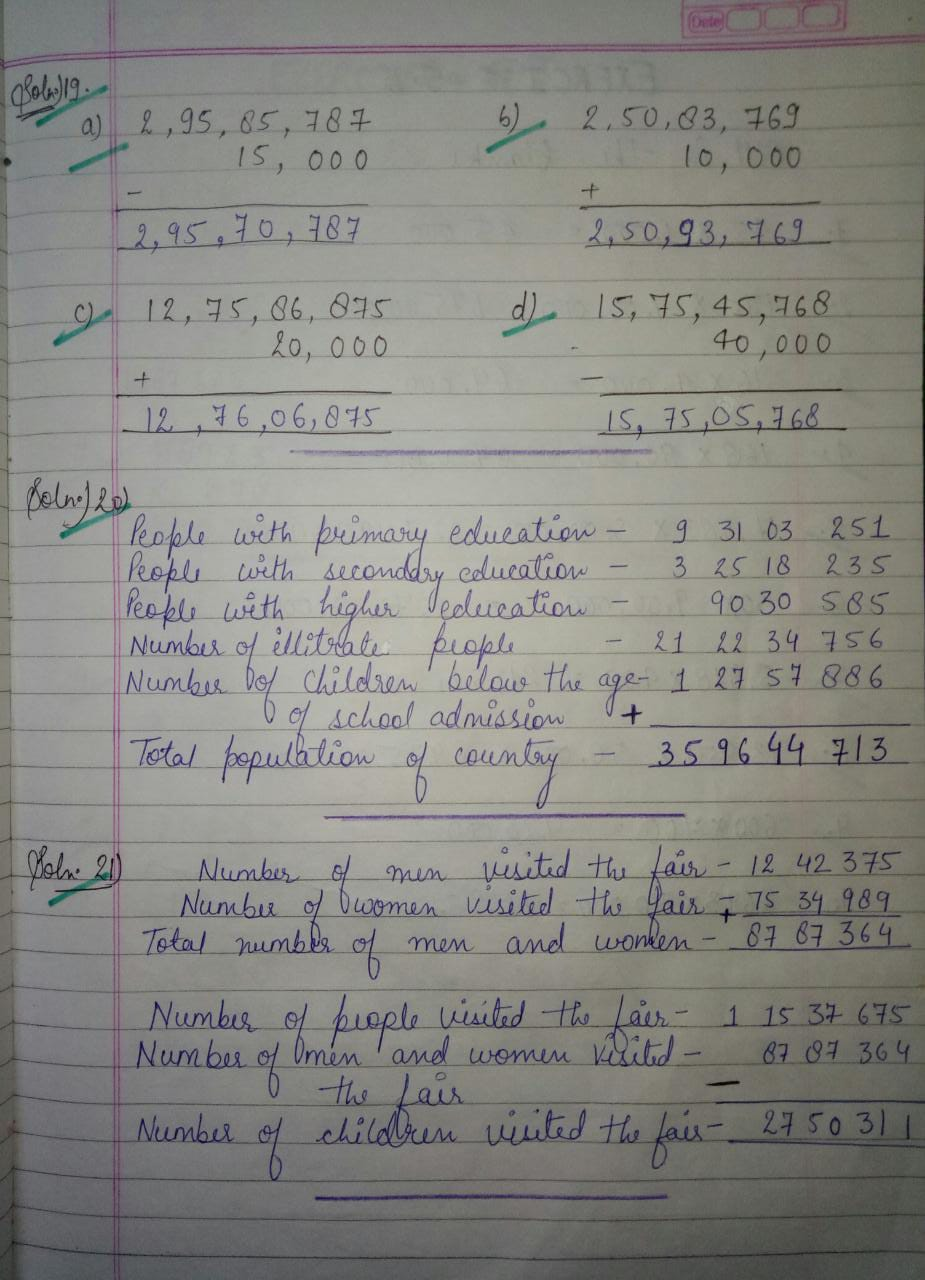 Date
(Soln.) 19.
a) 2,95,85,787 b) 2,50,83,769
15,000 10,000
- +
2,95,70,787 2,50,93,769
c) 12,75,86,875 d) 15,75,45,768
20,000 - 40,000
+ -
12,76,06,875 15,75,05,768
(Soln.) 20)
People with primary education - 9 31 03 251
People with secondary education - 3 25 18 235
People with higher education - 90 30 585
Number of illitrate people - 21 22 34 756
Number of children below the age - 1 27 57 886
of school admission +
Total population of country - 35 96 44 713
(Soln. 21) Number of men visited the fair - 12 42 375
Number of women visited the fair - + 75 34 989
Total number of men and women - 87 87 364
Number of people visited the fair - 1 15 37 675
Number of men and women visited - 87 87 364
the fair -
Number of children visited the fair - 27 50 311